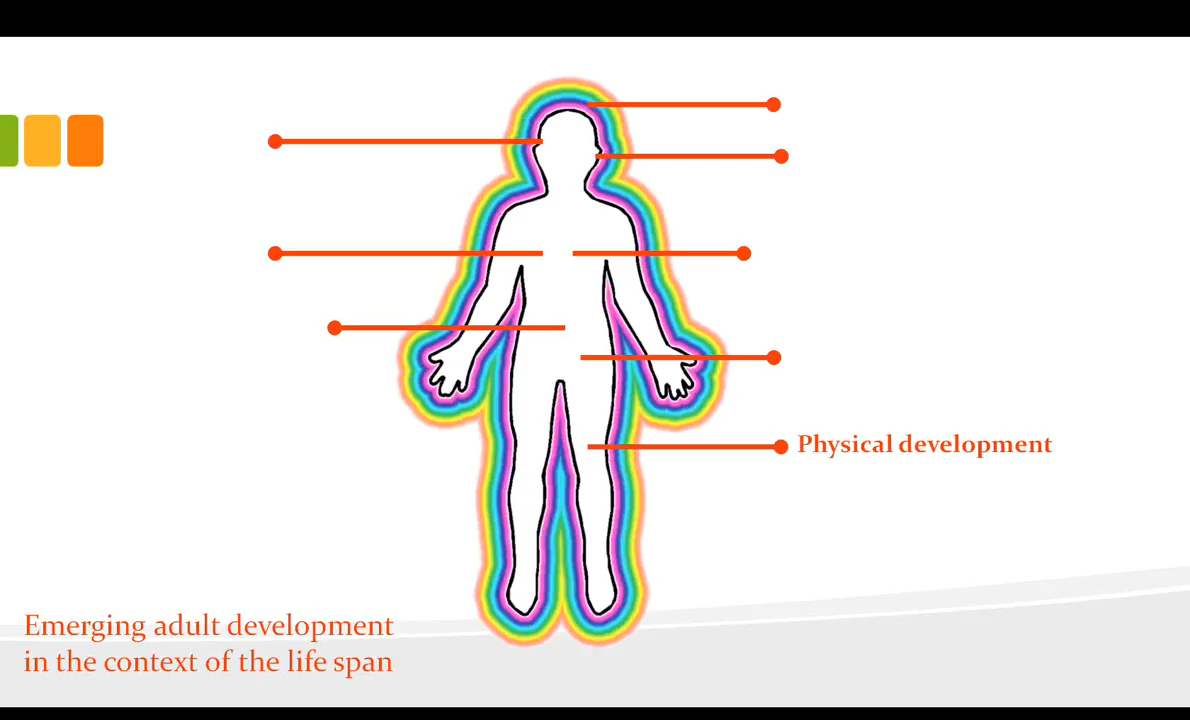 Physical development
Emerging adult development
in the context of the life span